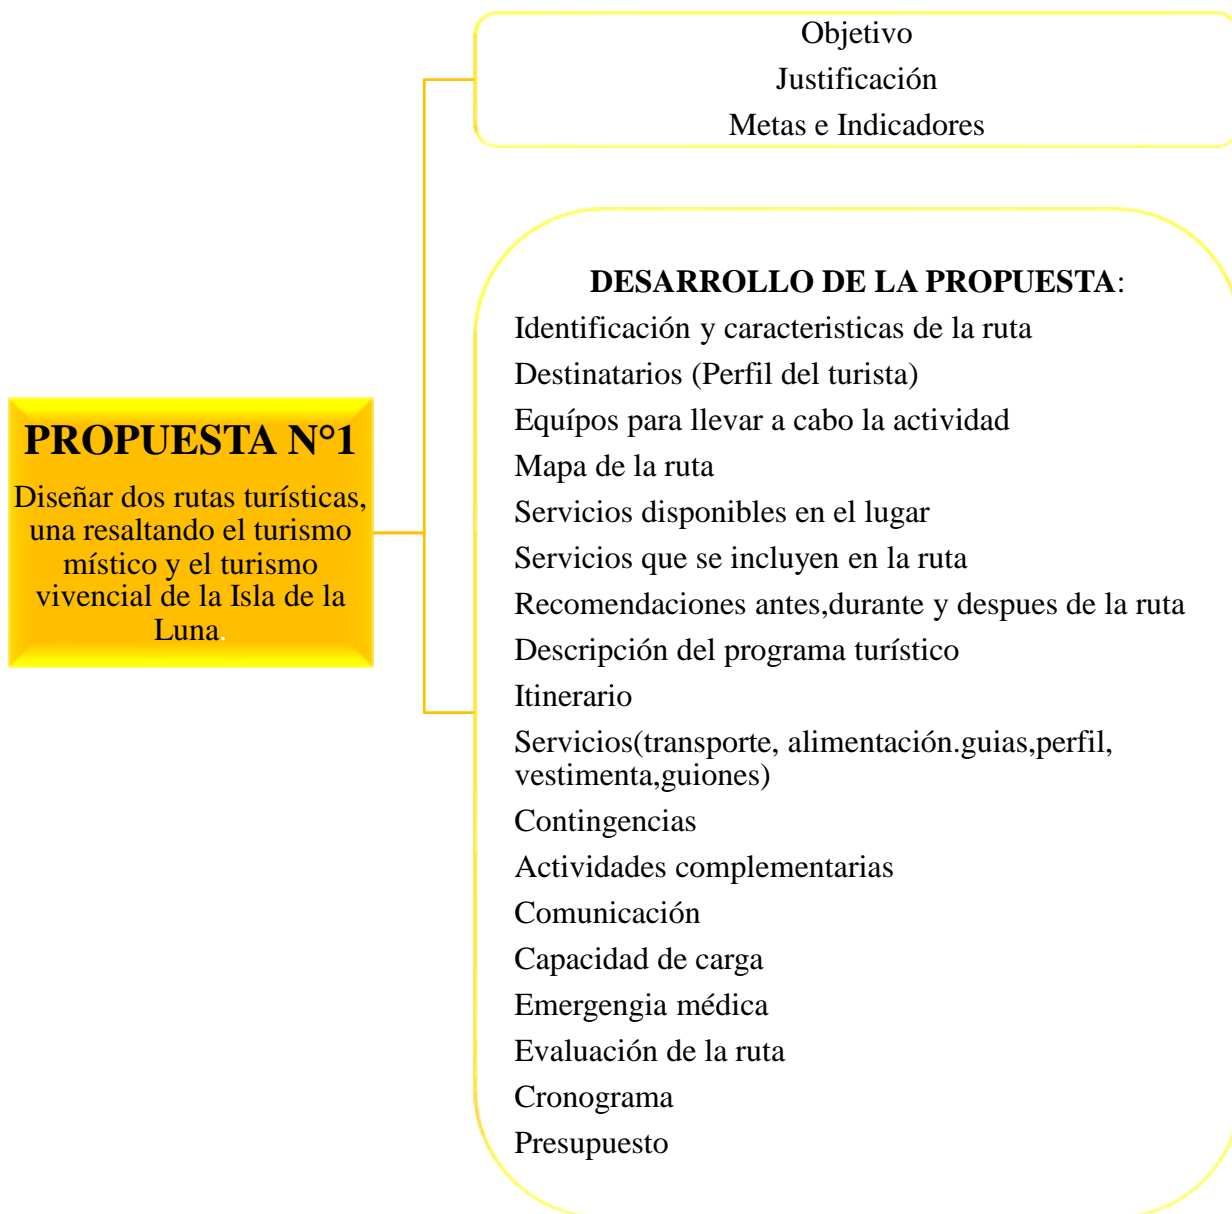 Objetivo
Justificación
Metas e Indicadores
PROPUESTA N°1
Diseñar dos rutas turísticas,
una resaltando el turismo
místico y el turismo
vivencial de la Isla de la
Luna.
DESARROLLO DE LA PROPUESTA:
Identificación y caracteristicas de la ruta
Destinatarios (Perfil del turista)
Equípos para llevar a cabo la actividad
Mapa de la ruta
Servicios disponibles en el lugar
Servicios que se incluyen en la ruta
Recomendaciones antes,durante y despues de la ruta
Descripción del programa turístico
Itinerario
Servicios(transporte, alimentación.guias,perfil,
vestimenta,guiones)
Contingencias
Actividades complementarias
Comunicación
Capacidad de carga
Emergengia médica
Evaluación de la ruta
Cronograma
Presupuesto